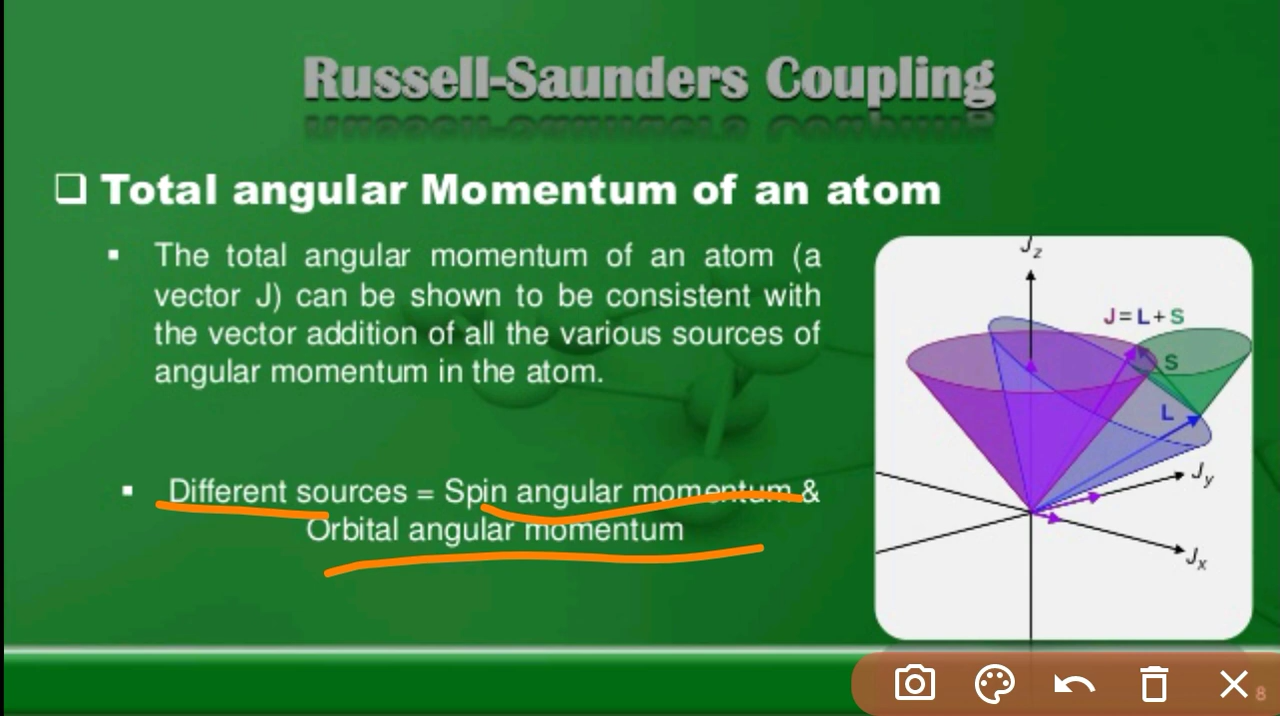 Russell-Saunders Coupling
❑ Total angular Momentum of an atom
▪ The total angular momentum of an atom (a
vector J) can be shown to be consistent with
the vector addition of all the various sources of
angular momentum in the atom.
▪ Different sources = Spin angular momentum &
Orbital angular momentum
Jz
J=L+S
S
L
Jy
Jx
8